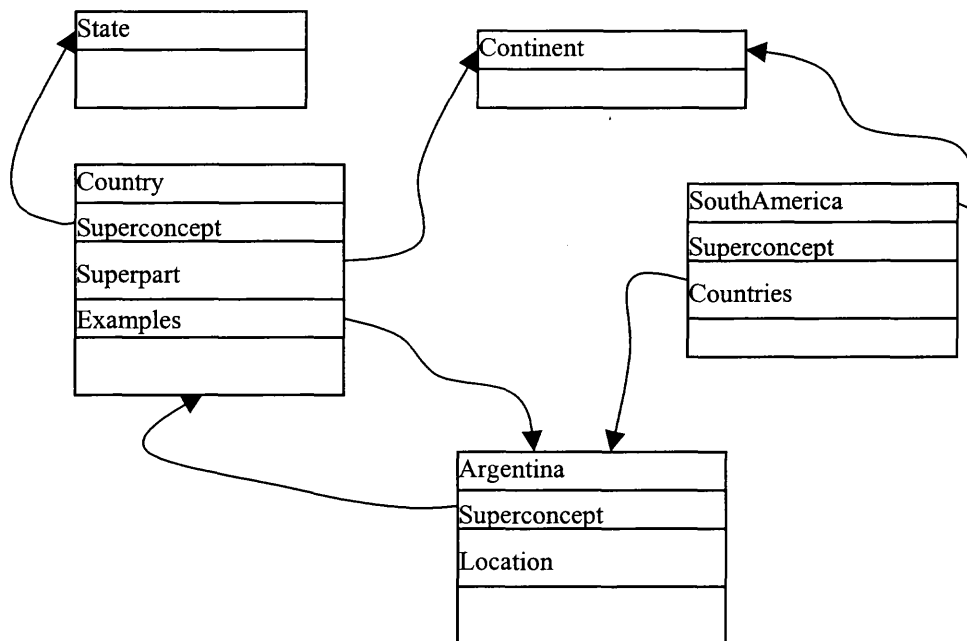 State
Continent
Country
Superconcept
Superpart
Examples
SouthAmerica
Superconcept
Countries
Argentina
Superconcept
Location